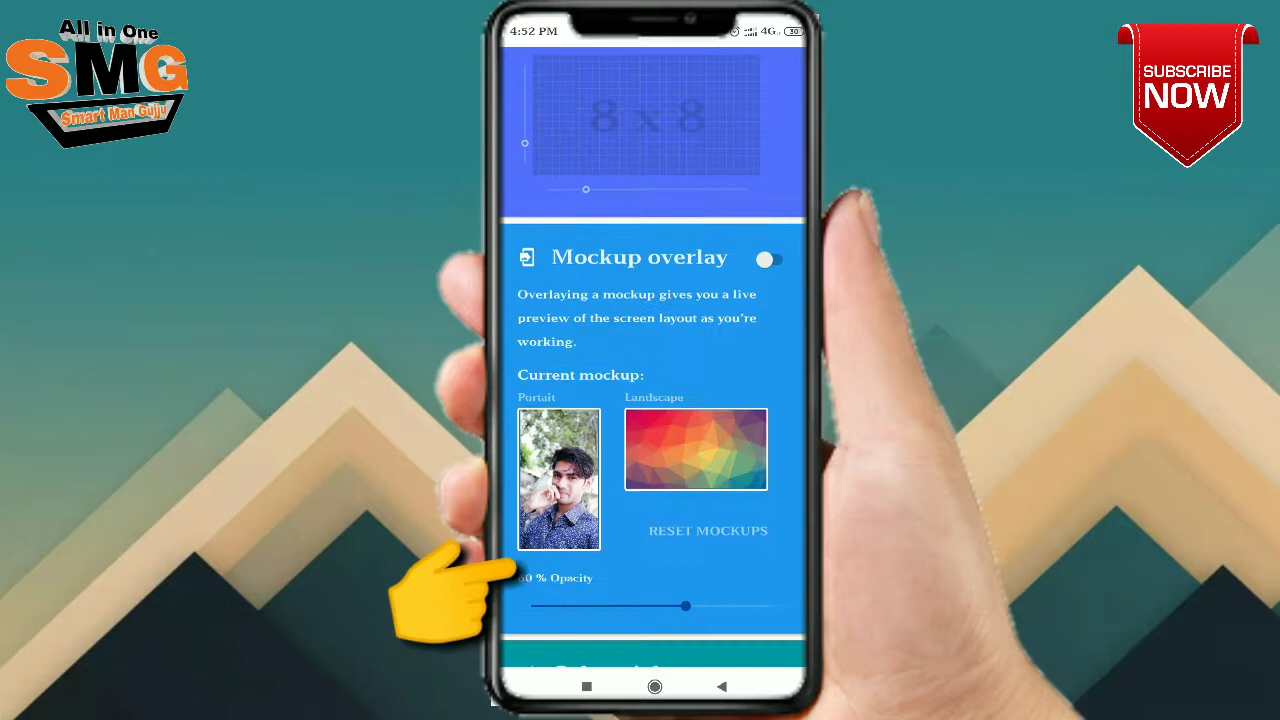 All in One
SMG
Smart Man Gujju
SUBSCRIBE
NOW
4:52 PM
4G
30
8 x 8
Mockup overlay
Overlaying a mockup gives you a live
preview of the screen layout as you're
working.
Current mockup:
Portait
Landscape
RESET MOCKUPS
% Opacity